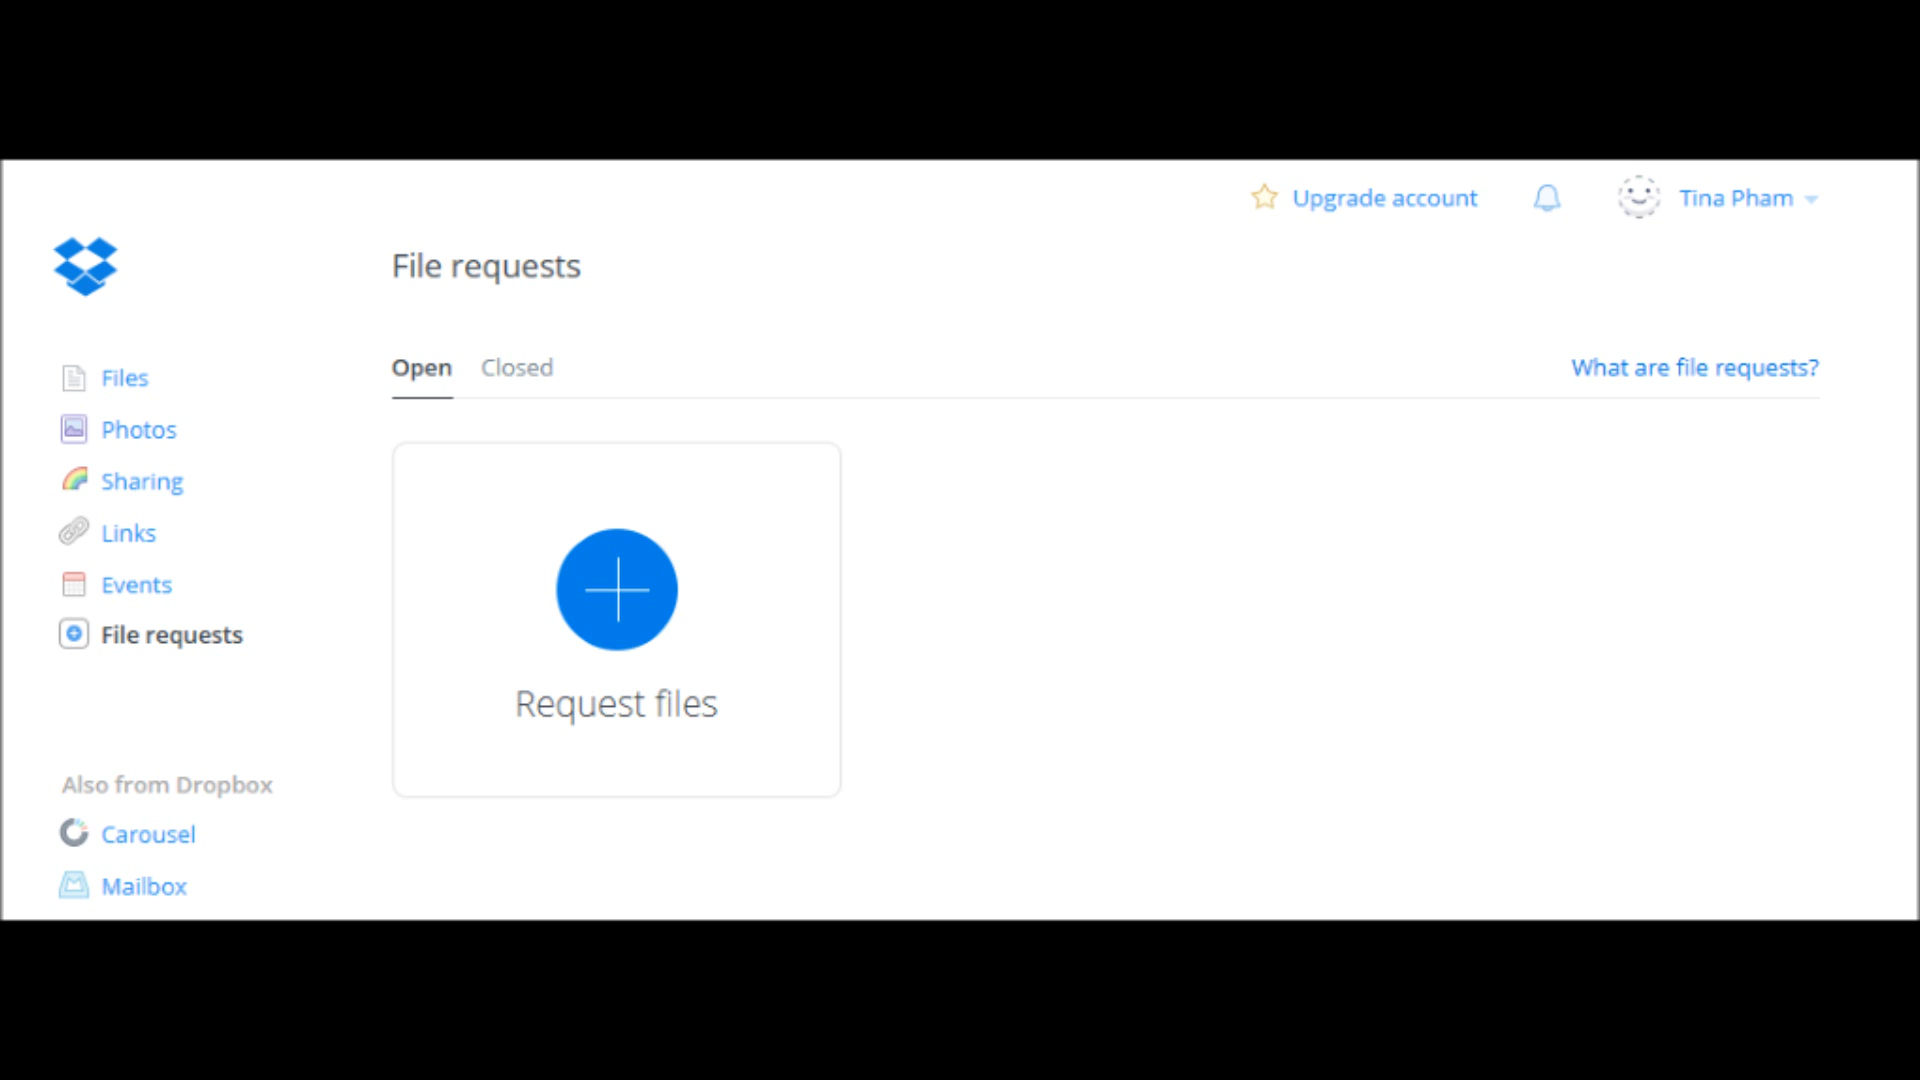 Upgrade account
Tina Pham
File requests
Open
Closed
What are file requests?
Files
Photos
Sharing
Links
Events
File requests
Request files
Also from Dropbox
Carousel
Mailbox